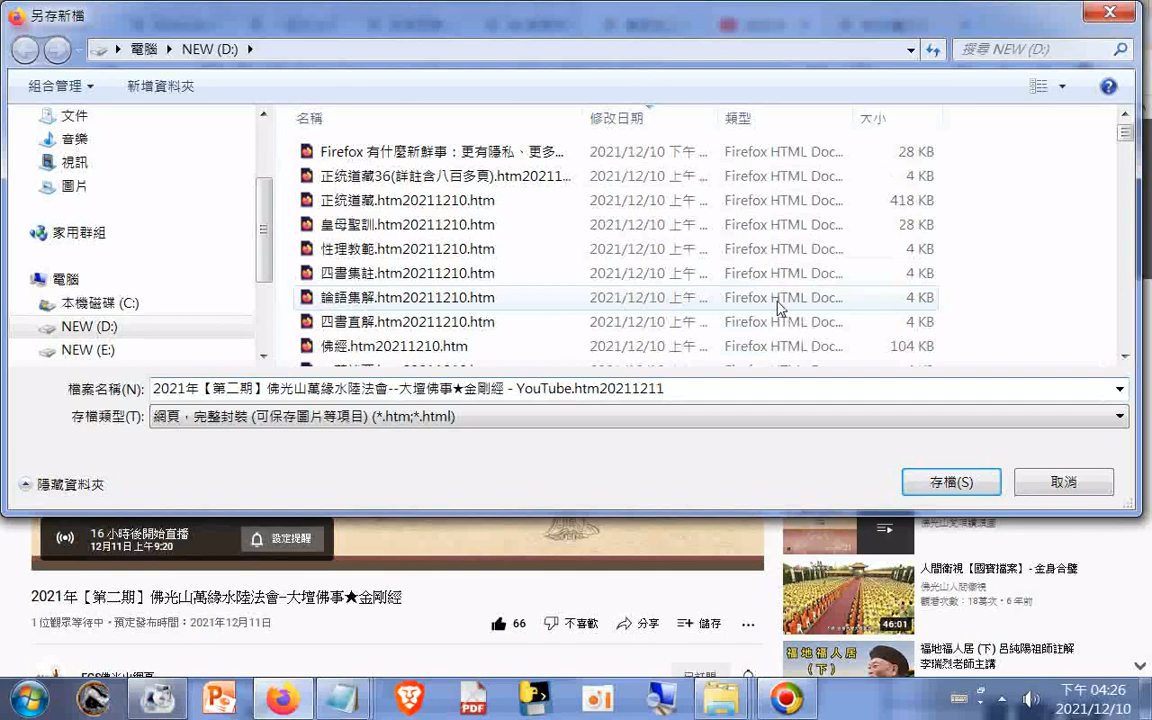 另存新檔
電腦 NEW (D:)
搜尋 NEW (D:)
組合管理
新增資料夾
名稱 修改日期 類型 大小
文件
音樂
視訊
圖片
家用群組
電腦
本機磁碟 (C:)
NEW (D:)
NEW (E:)
Firefox 有什麼新鮮事：更有隱私、更多... 2021/12/10 下午 ... Firefox HTML Doc... 28 KB
正統道藏36(詳註含八百多頁).htm20211... 2021/12/10 上午 ... Firefox HTML Doc... 4 KB
正統道藏.htm20211210.htm 2021/12/10 上午 ... Firefox HTML Doc... 418 KB
皇母聖訓.htm20211210.htm 2021/12/10 上午 ... Firefox HTML Doc... 28 KB
性理教範.htm20211210.htm 2021/12/10 上午 ... Firefox HTML Doc... 4 KB
四書集註.htm20211210.htm 2021/12/10 上午 ... Firefox HTML Doc... 4 KB
論語集解.htm20211210.htm 2021/12/10 上午 ... Firefox HTML Doc... 4 KB
四書直解.htm20211210.htm 2021/12/10 上午 ... Firefox HTML Doc... 4 KB
佛經.htm20211210.htm 2021/12/10 上午 ... Firefox HTML Doc... 104 KB
檔案名稱(N): 2021年【第二期】佛光山萬緣水陸法會--大壇佛事★金剛經 - YouTube.htm20211211
存檔類型(T): 網頁，完整封裝 (可保存圖片等項目) (*.htm;*.html)
隱藏資料夾
存檔(S)
取消
16 小時後開始直播
12月11日上午9:20
設定提醒
2021年【第二期】佛光山萬緣水陸法會--大壇佛事★金剛經
1 位觀眾等待中・預定發布時間：2021年12月11日
66 不喜歡 分享 儲存
人間衛視【國寶檔案】- 金身合璧
佛光山人間衛視
觀看次數：18萬次・6 年前
46:01
福地福人居 (下) 呂純陽祖師註解
李瑞烈老師主講
福地福人居
(下)
PDF
下午 04:26
2021/12/10